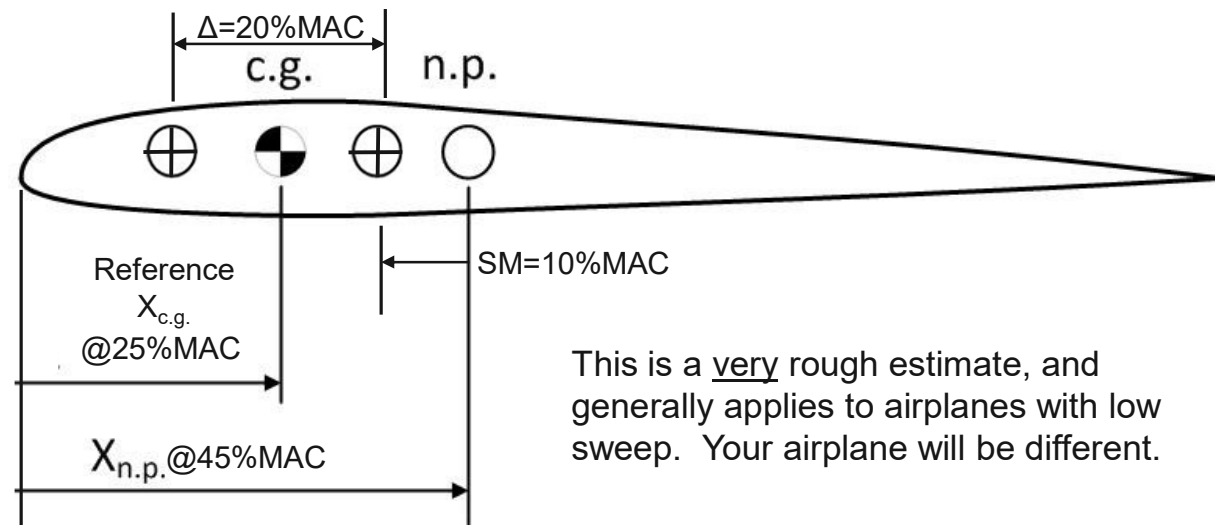 Δ=20%MAC
c.g.
n.p.
SM=10%MAC
Reference
Xc.g.
@25%MAC
Xn.p.@45%MAC
This is a very rough estimate, and
generally applies to airplanes with low
sweep.  Your airplane will be different.